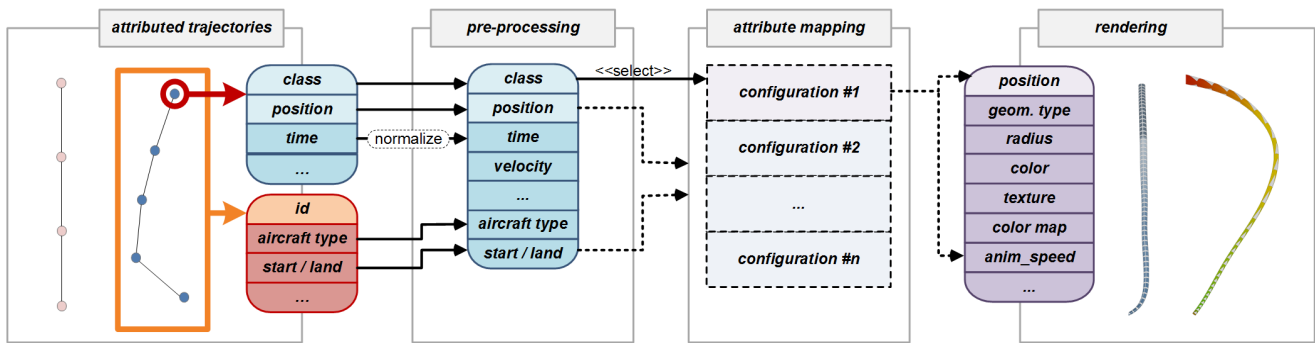 attributed trajectories
pre-processing
attribute mapping
rendering
class
position
time
...
id
aircraft type
start / land
...
normalize
class
position
time
velocity
...
aircraft type
start / land
<<select>>
configuration #1
configuration #2
...
configuration #n
position
geom. type
radius
color
texture
color map
anim_speed
...